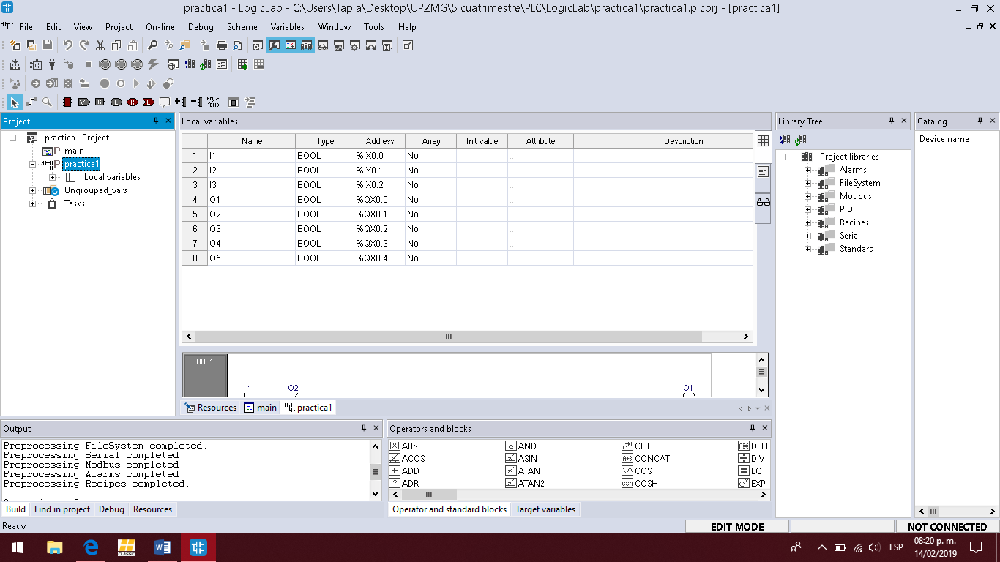 practica1 - LogicLab - C:\Users\Tapia\Desktop\UPZMG\5 cuatrimestre\PLC\LogicLab\practica1\practica1.plcprj - [practica1]
File Edit View Project On-line Debug Scheme Variables Window Tools Help
EN
ENO
Project
practica1 Project
main
practica1
Local variables
Ungrouped_vars
Tasks
Local variables
Name Type Address Array Init value Attribute Description
1 I1 BOOL %IX0.0 No ..
2 I2 BOOL %IX0.1 No ..
3 I3 BOOL %IX0.2 No ..
4 O1 BOOL %QX0.0 No ..
5 O2 BOOL %QX0.1 No ..
6 O3 BOOL %QX0.2 No ..
7 O4 BOOL %QX0.3 No ..
8 O5 BOOL %QX0.4 No ..
0001
I1 O2 O1
Resources main practica1
Library Tree
Project libraries
Alarms
FileSystem
Modbus
PID
Recipes
Serial
Standard
Catalog
Device name
Output
Preprocessing FileSystem completed.
Preprocessing Serial completed.
Preprocessing Modbus completed.
Preprocessing Alarms completed.
Preprocessing Recipes completed.
Build Find in project Debug Resources
Operators and blocks
ABS AND CEIL DELE
ACOS ASIN CONCAT DIV
ADD ATAN COS EQ
ADR ATAN2 COSH EXP
Operator and standard blocks Target variables
Ready
EDIT MODE ---- NOT CONNECTED
CLASSIC
ESP
08:20 p. m.
14/02/2019